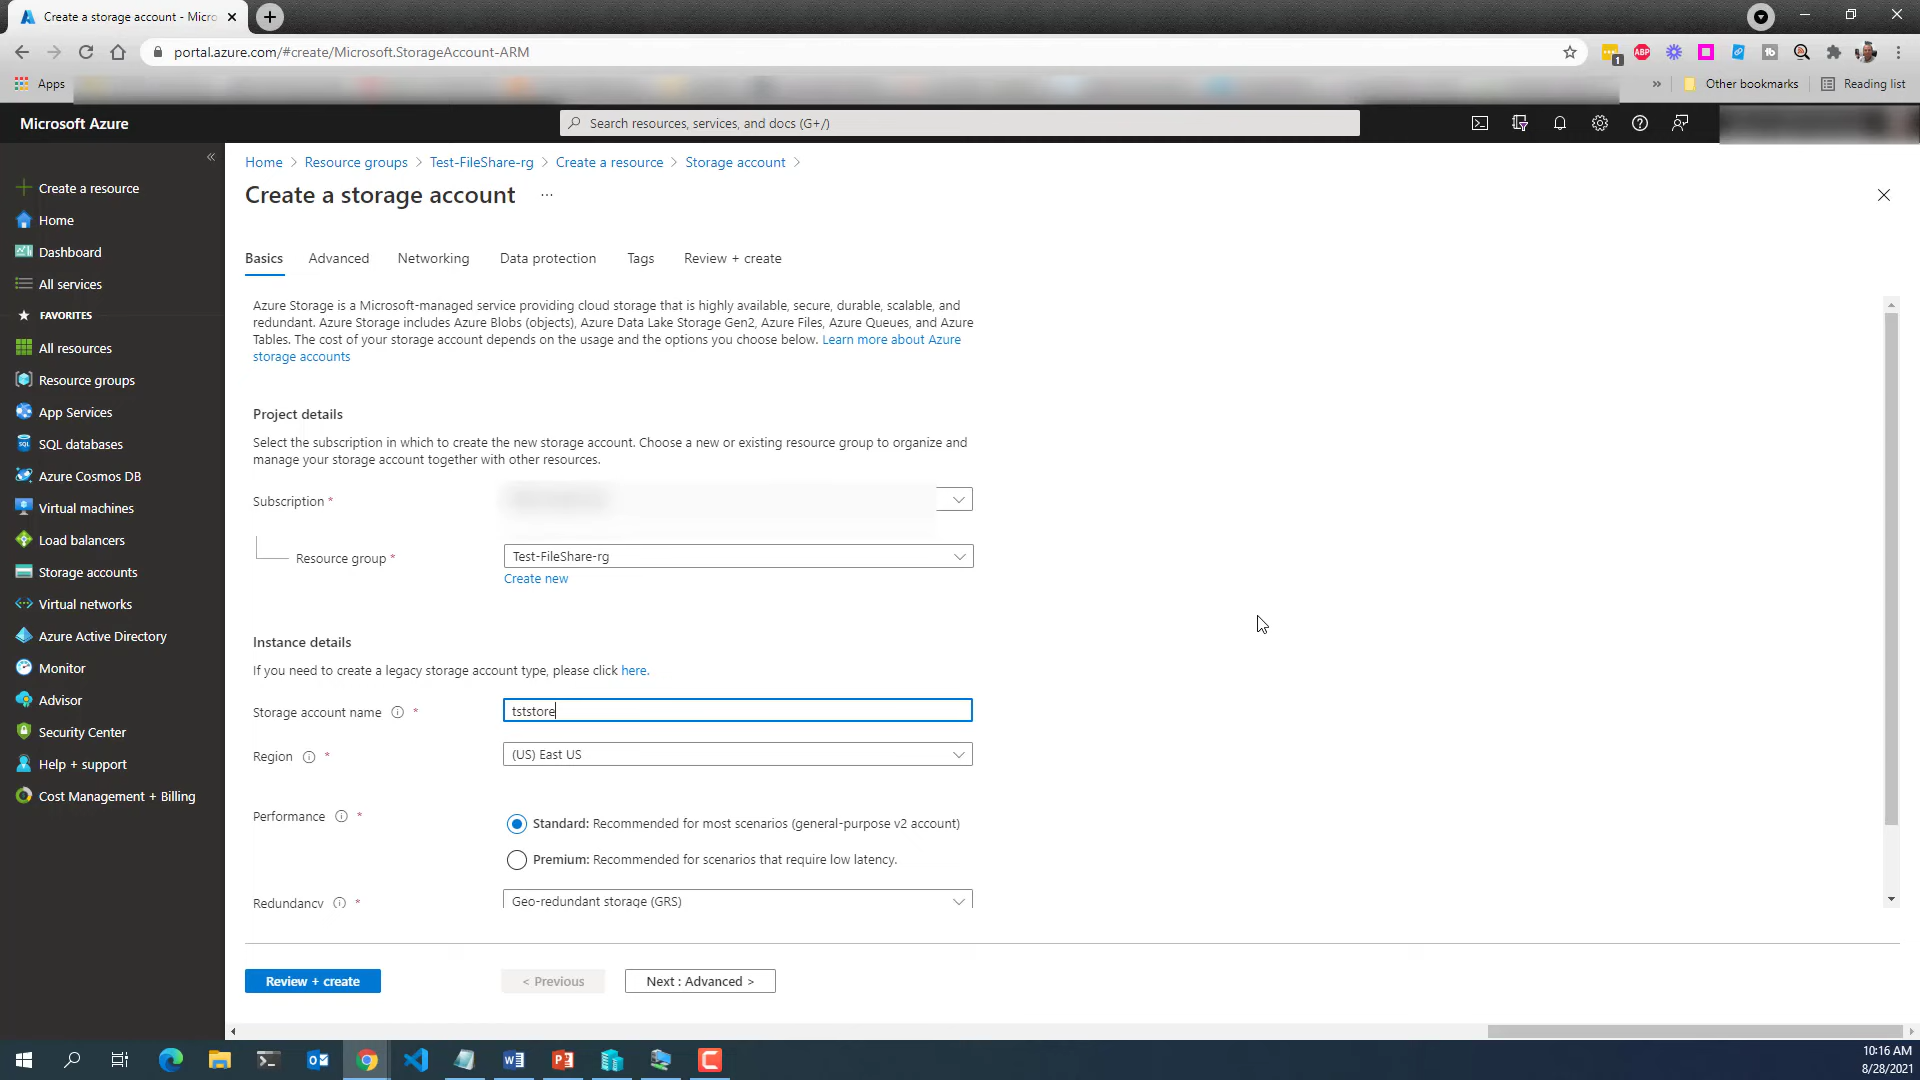 Create a storage account - Micro
portal.azure.com/#create/Microsoft.StorageAccount-ARM
1
ABP
Apps
»
Other bookmarks
Reading list
Microsoft Azure
Search resources, services, and docs (G+/)
«
Create a resource
Home
Dashboard
All services
FAVORITES
All resources
Resource groups
App Services
SQL databases
Azure Cosmos DB
Virtual machines
Load balancers
Storage accounts
Virtual networks
Azure Active Directory
Monitor
Advisor
Security Center
Help + support
Cost Management + Billing
Home > Resource groups > Test-FileShare-rg > Create a resource > Storage account >
Create a storage account ...
Basics Advanced Networking Data protection Tags Review + create
Azure Storage is a Microsoft-managed service providing cloud storage that is highly available, secure, durable, scalable, and
redundant. Azure Storage includes Azure Blobs (objects), Azure Data Lake Storage Gen2, Azure Files, Azure Queues, and Azure
Tables. The cost of your storage account depends on the usage and the options you choose below. Learn more about Azure
storage accounts
Project details
Select the subscription in which to create the new storage account. Choose a new or existing resource group to organize and
manage your storage account together with other resources.
Subscription *
Resource group * Test-FileShare-rg
Create new
Instance details
If you need to create a legacy storage account type, please click here.
Storage account name * tststore
Region * (US) East US
Performance * Standard: Recommended for most scenarios (general-purpose v2 account)
Premium: Recommended for scenarios that require low latency.
Redundancy * Geo-redundant storage (GRS)
Review + create < Previous Next : Advanced >
10:16 AM
8/28/2021